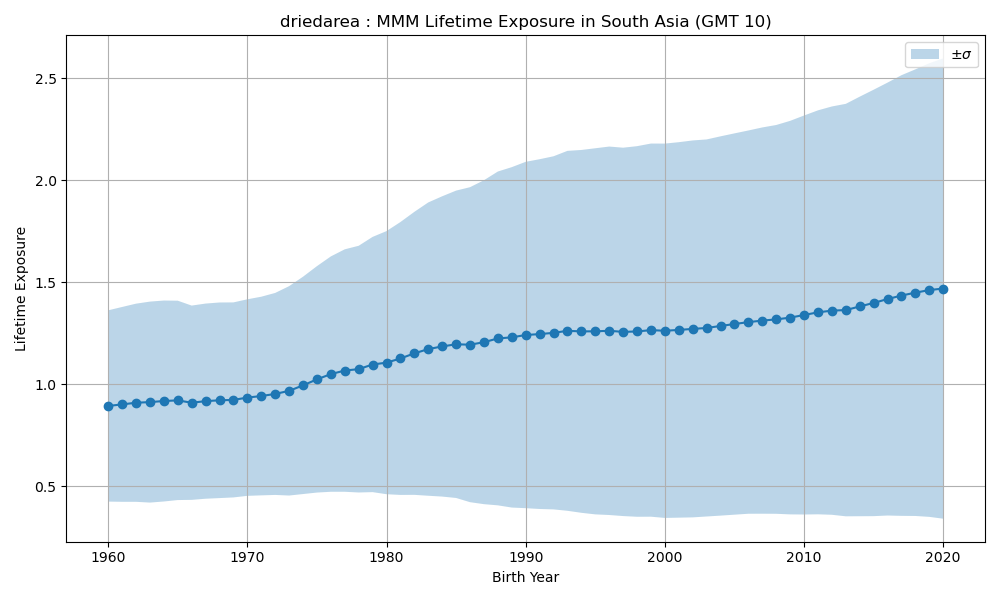 driedarea : MMM Lifetime Exposure in South Asia (GMT 10)
±σ
Lifetime Exposure
2.5
2.0
1.5
1.0
0.5
1960 1970 1980 1990 2000 2010 2020
Birth Year